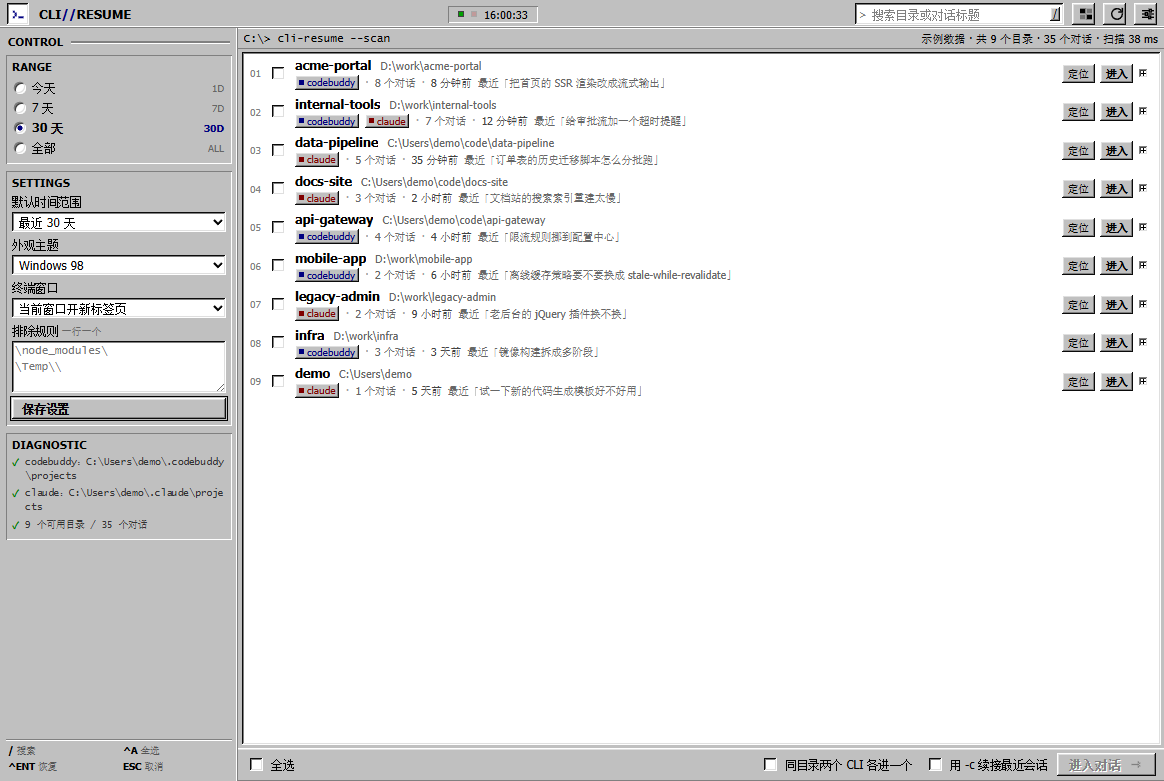 CLI//RESUME
16:00:33
> 搜索目录或对话标题 /
CONTROL
RANGE
今天 1D
7 天 7D
30 天 30D
全部 ALL
SETTINGS
默认时间范围
最近 30 天
外观主题
Windows 98
终端窗口
当前窗口开新标签页
排除规则 一行一个
\node_modules\
\Temp\\
保存设置
DIAGNOSTIC
✓ codebuddy: C:\Users\demo\.codebuddy
\projects
✓ claude: C:\Users\demo\.claude\proje
cts
✓ 9 个可用目录 / 35 个对话
/ 搜索 ^A 全选
^ENT 恢复 ESC 取消
C:\> cli-resume --scan
示例数据 · 共 9 个目录 · 35 个对话 · 扫描 38 ms
01 acme-portal D:\work\acme-portal 定位 进入
codebuddy · 8 个对话 · 8 分钟前 最近「把首页的 SSR 渲染改成流式输出」
02 internal-tools D:\work\internal-tools 定位 进入
codebuddy claude · 7 个对话 · 12 分钟前 最近「给审批流加一个超时提醒」
03 data-pipeline C:\Users\demo\code\data-pipeline 定位 进入
claude · 5 个对话 · 35 分钟前 最近「订单表的历史迁移脚本怎么分批跑」
04 docs-site C:\Users\demo\code\docs-site 定位 进入
claude · 3 个对话 · 2 小时前 最近「文档站的搜索索引重建太慢」
05 api-gateway C:\Users\demo\code\api-gateway 定位 进入
codebuddy · 4 个对话 · 4 小时前 最近「限流规则挪到配置中心」
06 mobile-app D:\work\mobile-app 定位 进入
codebuddy · 2 个对话 · 6 小时前 最近「离线缓存策略要不要换成 stale-while-revalidate」
07 legacy-admin D:\work\legacy-admin 定位 进入
claude · 2 个对话 · 9 小时前 最近「老后台的 jQuery 插件换不换」
08 infra D:\work\infra 定位 进入
codebuddy · 3 个对话 · 3 天前 最近「镜像构建拆成多阶段」
09 demo C:\Users\demo 定位 进入
claude · 1 个对话 · 5 天前 最近「试一下新的代码生成模板好不好用」
全选
同目录两个 CLI 各进一个
用 -c 续接最近会话
进入对话 →